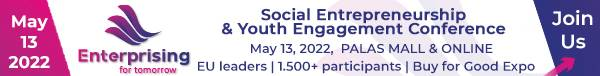 May
13
2022
Enterprising
for tomorrow
Social Entrepreneurship
& Youth Engagement Conference
May 13, 2022, PALAS MALL & ONLINE
EU leaders | 1.500+ participants | Buy for Good Expo
Join
Us